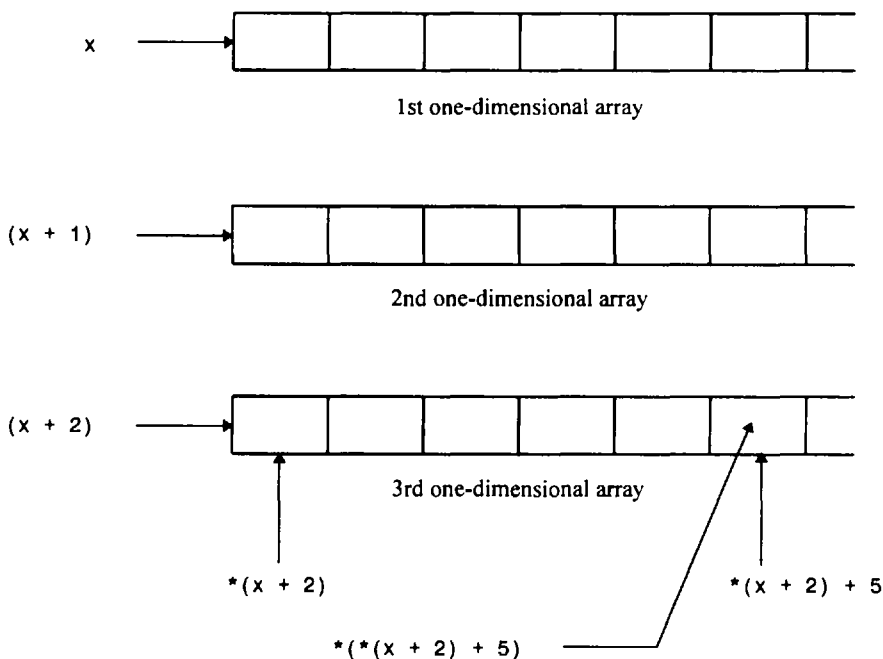 x
1st one-dimensional array
(x + 1)
2nd one-dimensional array
(x + 2)
3rd one-dimensional array
*(x + 2)
*(x + 2) + 5
*(*(x + 2) + 5)